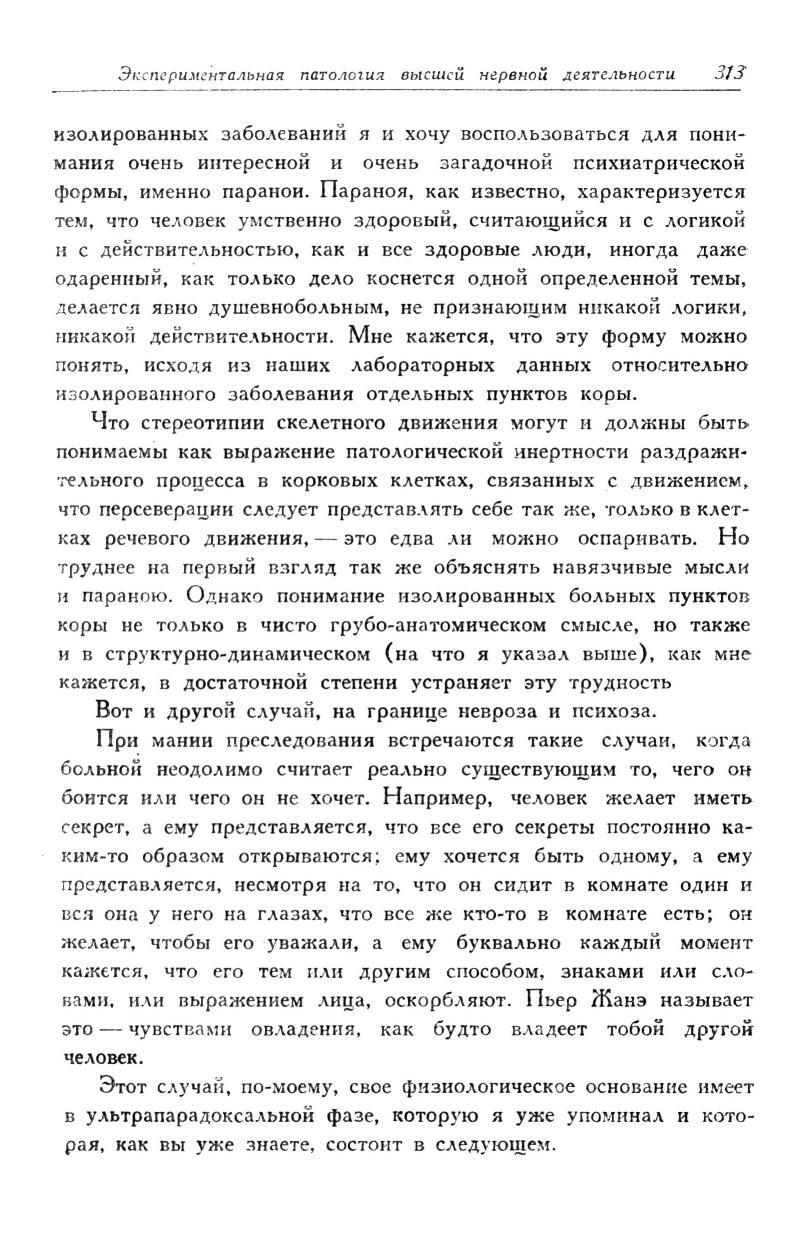 Экспериментальная патология высшей нервной деятельности 313
изолированных заболеваний я и хочу воспользоваться для пони-
мания очень интересной и очень загадочной психиатрической
формы, именно паранои. Параноя, как известно, характеризуется
тем, что человек умственно здоровый, считающийся и с логикой
и с действительностью, как и все здоровые люди, иногда даже
одаренный, как только дело коснется одной определенной темы,
делается явно душевнобольным, не признающим никакой логики,
никакой действительности. Мне кажется, что эту форму можно
понять, исходя из наших лабораторных данных относительно
изолированного заболевания отдельных пунктов коры.
Что стереотипии скелетного движения могут и должны быть
понимаемы как выражение патологической инертности раздражи-
тельного процесса в корковых клетках, связанных с движением,
что персеверации следует представлять себе так же, только в клет-
ках речевого движения, — это едва ли можно оспаривать. Но
труднее на первый взгляд так же объяснять навязчивые мысли
и параною. Однако понимание изолированных больных пунктов
коры не только в чисто грубо-анатомическом смысле, но также
и в структурно-динамическом (на что я указал выше), как мне
кажется, в достаточной степени устраняет эту трудность
Вот и другой случай, на границе невроза и психоза.
При мании преследования встречаются такие случаи, когда
больной неодолимо считает реально существующим то, чего он
боится или чего он не хочет. Например, человек желает иметь
секрет, а ему представляется, что все его секреты постоянно ка-
ким-то образом открываются; ему хочется быть одному, а ему
представляется, несмотря на то, что он сидит в комнате один и
вся она у него на глазах, что все же кто-то в комнате есть; он
желает, чтобы его уважали, а ему буквально каждый момент
кажется, что его тем или другим способом, знаками или сло-
вами, или выражением лица, оскорбляют. Пьер Жанэ называет
это — чувствами овладения, как будто владеет тобой другой
человек.
Этот случай, по-моему, свое физиологическое основание имеет
в ультрапарадоксальной фазе, которую я уже упоминал и кото-
рая, как вы уже знаете, состоит в следующем.